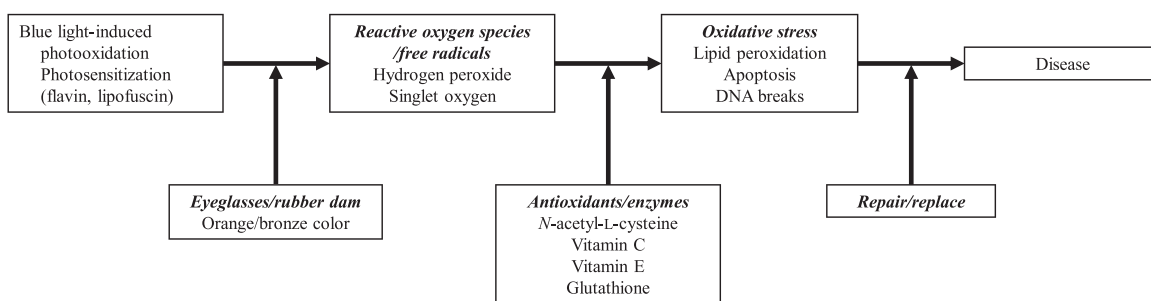 Blue light-induced
photooxidation
Photosensitization
(flavin, lipofuscin)
Reactive oxygen species
/free radicals
Hydrogen peroxide
Singlet oxygen
Oxidative stress
Lipid peroxidation
Apoptosis
DNA breaks
Disease
Eyeglasses/rubber dam
Orange/bronze color
Antioxidants/enzymes
N-acetyl-L-cysteine
Vitamin C
Vitamin E
Glutathione
Repair/replace